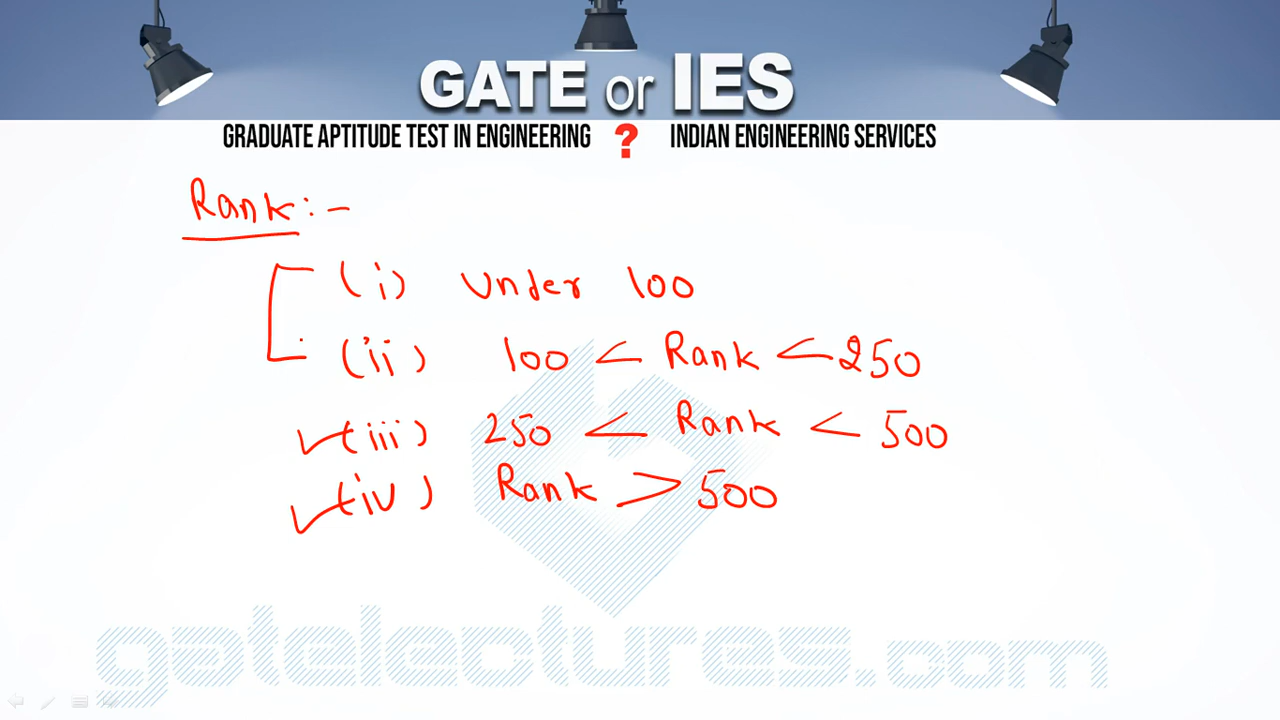 GATE or IES
GRADUATE APTITUDE TEST IN ENGINEERING ? INDIAN ENGINEERING SERVICES
Rank:-
(i) Under 100
(ii) 100 < Rank < 250
(iii) 250 < Rank < 500
(iv) Rank > 500
gatelectures.com